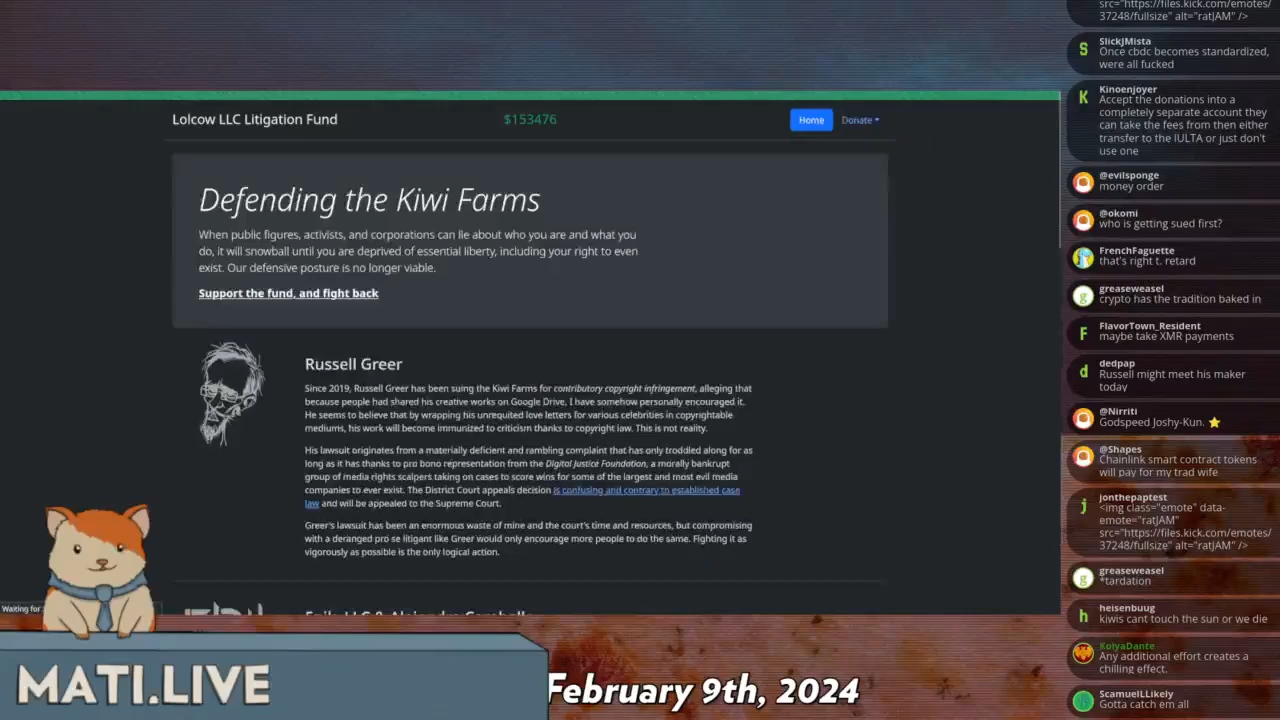 Lolcow LLC Litigation Fund
$153476
Home
Donate
Defending the Kiwi Farms
When public figures, activists, and corporations can lie about who you are and what you
do, it will snowball until you are deprived of essential liberty, including your right to even
exist. Our defensive posture is no longer viable.
Support the fund, and fight back
Russell Greer
Since 2019, Russell Greer has been suing the Kiwi Farms for contributory copyright infringement, alleging that
because people had shared his creative works on Google Drive, I have somehow personally encouraged it.
He seems to believe that by wrapping his unrequited love letters for various celebrities in copyrightable
mediums, his work will become immunized to criticism thanks to copyright law. This is not reality.
His lawsuit originates from a materially deficient and rambling complaint that has only troddled along for as
long as it has thanks to pro bono representation from the Digital Justice Foundation, a morally bankrupt
group of media rights scalpers taking on cases to score wins for some of the largest and most evil media
companies to ever exist. The District Court appeals decision is confusing and contrary to established case
law and will be appealed to the Supreme Court.
Greer's lawsuit has been an enormous waste of mine and the court's time and resources, but compromising
with a deranged pro se litigant like Greer would only encourage more people to do the same. Fighting it as
vigorously as possible is the only logical action.
Waiting for
MATI.LIVE
February 9th, 2024
src="https://files.kick.com/emotes/
37248/fullsize" alt="ratJAM" />
S
SlickJMista
Once cbdc becomes standardized,
were all fucked
K
Kinoenjoyer
Accept the donations into a
completely separate account they
can take the fees from then either
transfer to the IULTA or just don't
use one
@evilsponge
money order
@okomi
who is getting sued first?
FrenchFaguette
that's right t. retard
g
greaseweasel
crypto has the tradition baked in
F
FlavorTown_Resident
maybe take XMR payments
d
dedpap
Russell might meet his maker
today
@Nirriti
Godspeed Joshy-Kun. ⭐
@Shapes
Chainlink smart contract tokens
will pay for my trad wife
j
jonthepaptest
<img class="emote" data-
emote="ratJAM"
src="https://files.kick.com/emotes/
37248/fullsize" alt="ratJAM" />
g
greaseweasel
*tardation
h
heisenbuug
kiwis cant touch the sun or we die
KolyaDante
Any additional effort creates a
chilling effect.
ScamuelLLikely
Gotta catch em all